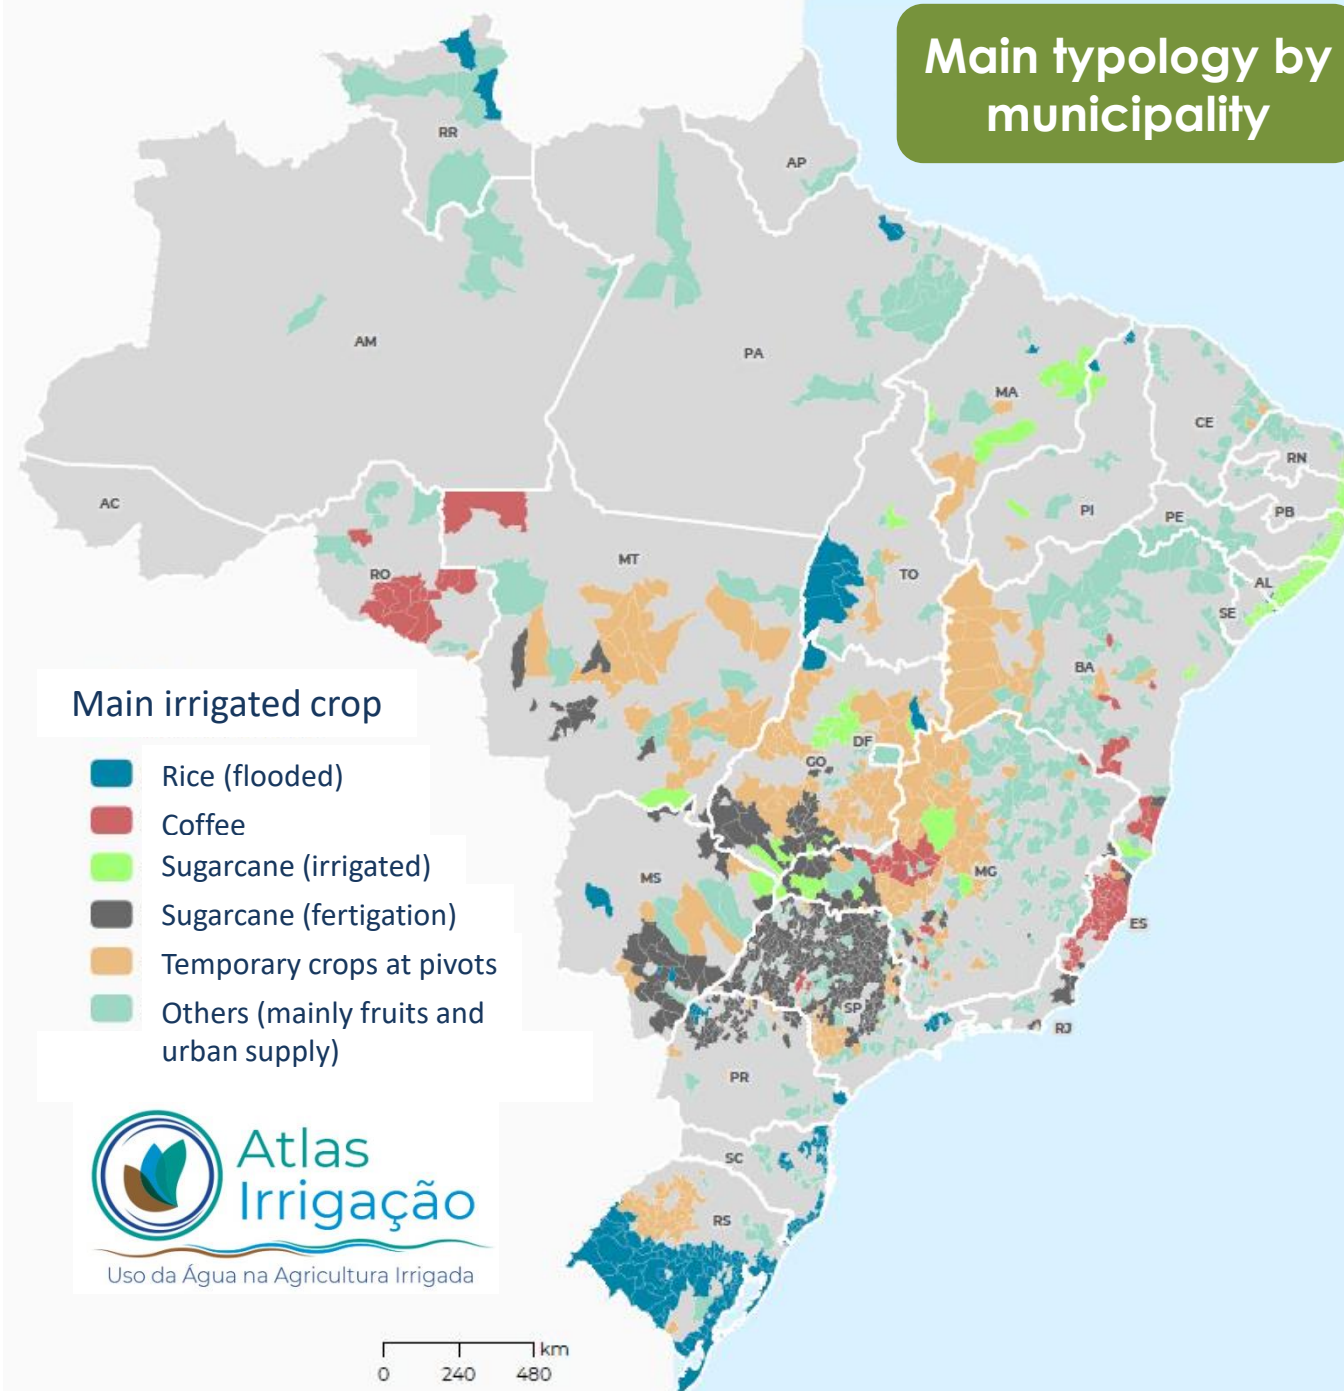 Main typology by
municipality
RR
AP
AM
PA
MA
CE
RN
PB
PE
PI
AC
RO
MT
TO
AL
SE
BA
DF
GO
MG
MS
ES
SP
RJ
PR
SC
RS
Main irrigated crop
Rice (flooded)
Coffee
Sugarcane (irrigated)
Sugarcane (fertigation)
Temporary crops at pivots
Others (mainly fruits and
urban supply)
Atlas
Irrigação
Uso da Água na Agricultura Irrigada
km
0 240 480